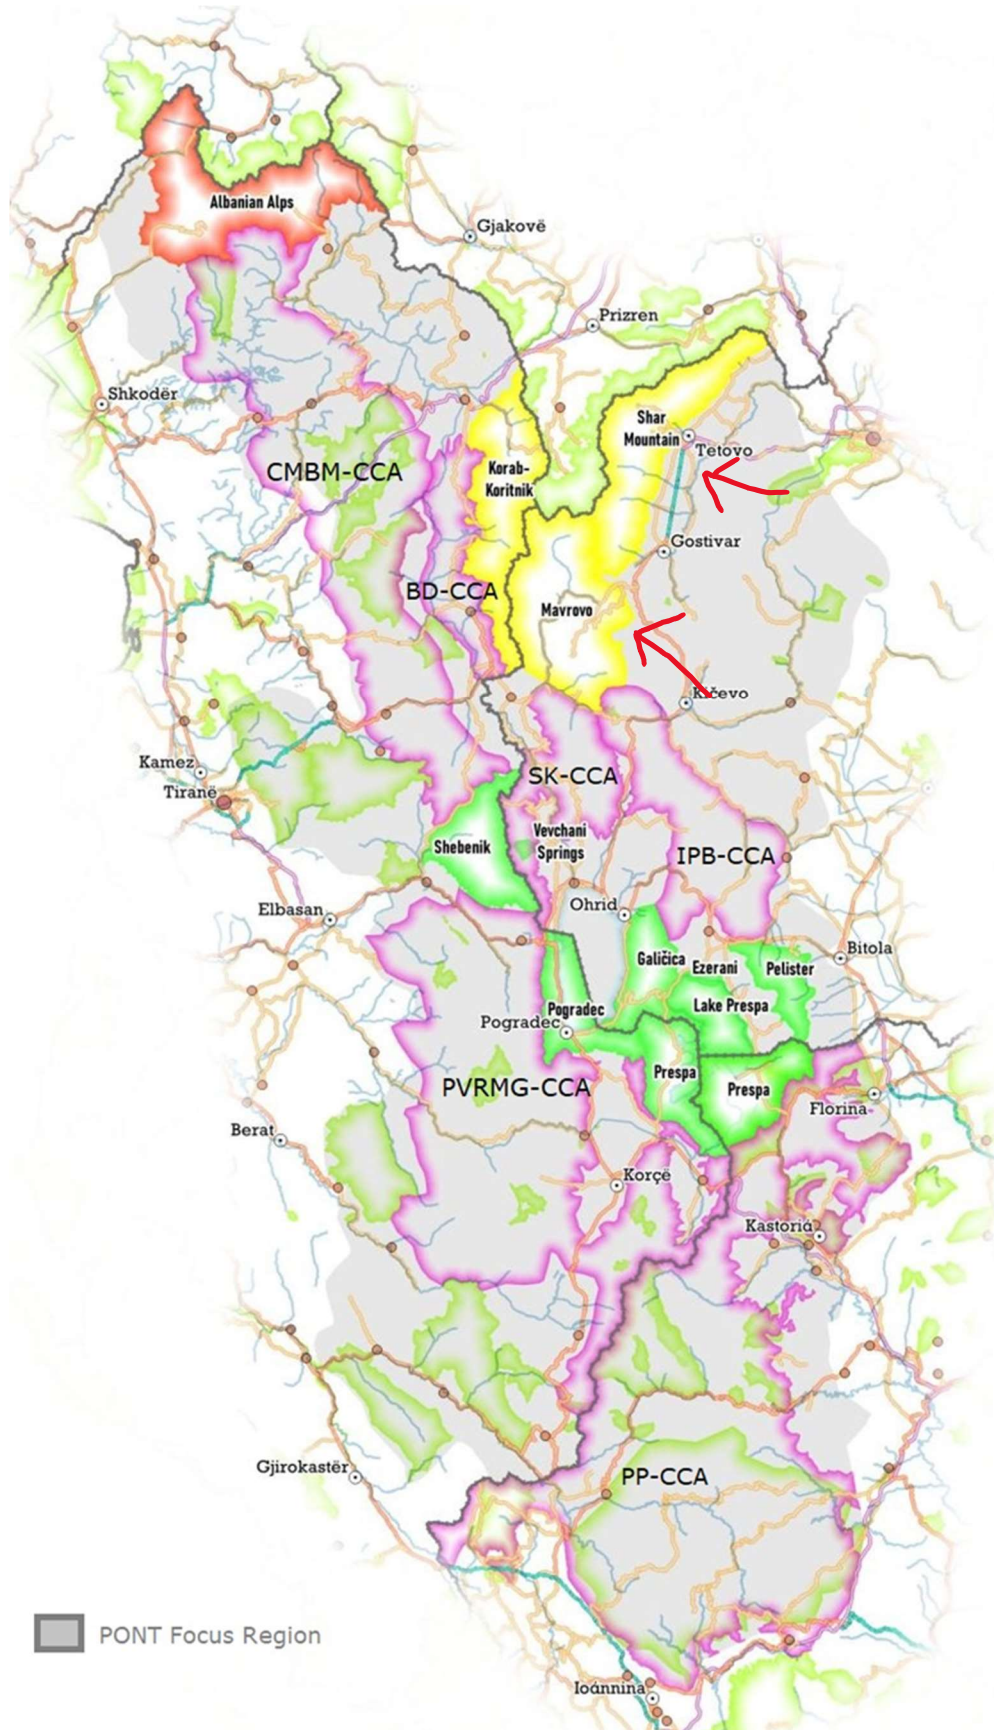 Albanian Alps
Gjakovë
Prizren
Shkodër
Shar
Mountain
Tetovo
CMBM-CCA
Korab-
Koritnik
Gostivar
BD-CCA
Mavrovo
Kičevo
Kamez
Tiranë
SK-CCA
Vevchani
Springs
Shebenik
IPB-CCA
Elbasan
Ohrid
Bitola
Galičica
Ezerani
Pelister
Lake Prespa
Pogradec
Pogradec
Prespa
Prespa
PVRMG-CCA
Florina
Berat
Korçë
Kastoriá
Gjirokastër
PP-CCA
PONT Focus Region
Ioánnina